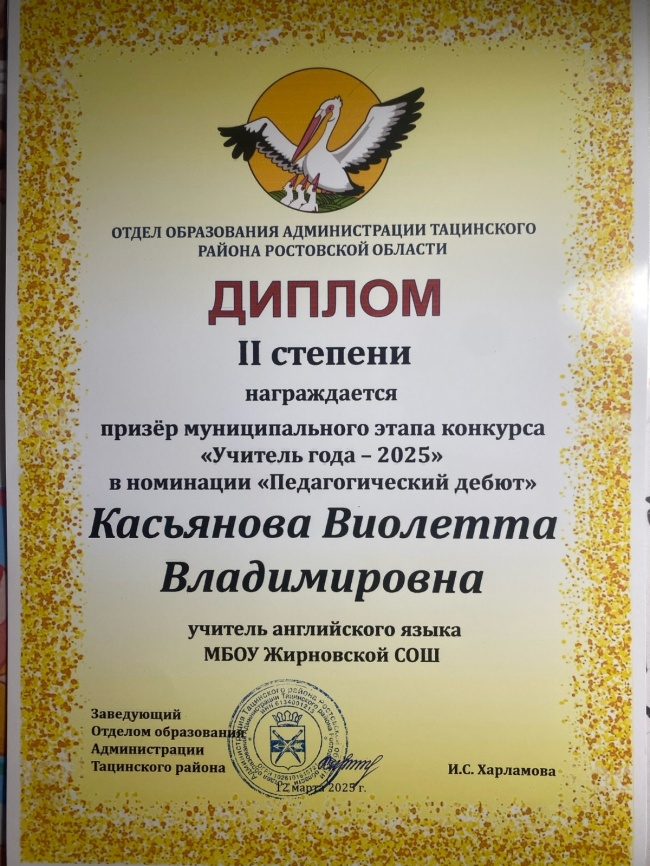 ОТДЕЛ ОБРАЗОВАНИЯ АДМИНИСТРАЦИИ ТАЦИНСКОГО
РАЙОНА РОСТОВСКОЙ ОБЛАСТИ
ДИПЛОМ
II степени
награждается
призёр муниципального этапа конкурса
«Учитель года – 2025»
в номинации «Педагогический дебют»
Касьянова Виолетта
Владимировна
учитель английского языка
МБОУ Жирновской СОШ
Заведующий
Отделом образования
Администрации
Тацинского района
И.С. Харламова
12 марта 2025 г.